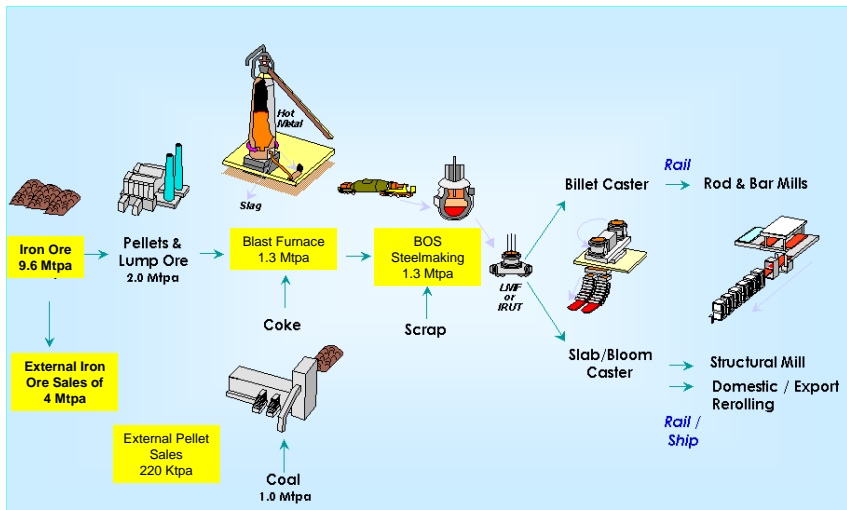 Hot
Metal
Slag
Iron Ore
9.6 Mtpa
Pellets &
Lump Ore
2.0 Mtpa
Blast Furnace
1.3 Mtpa
BOS
Steelmaking
1.3 Mtpa
LMF
or
IRUT
Billet Caster
Rail
Rod & Bar Mills
Coke
Scrap
Slab/Bloom
Caster
Structural Mill
Domestic / Export
Rerolling
Rail /
Ship
External Iron
Ore Sales of
4 Mtpa
External Pellet
Sales
220 Ktpa
Coal
1.0 Mtpa